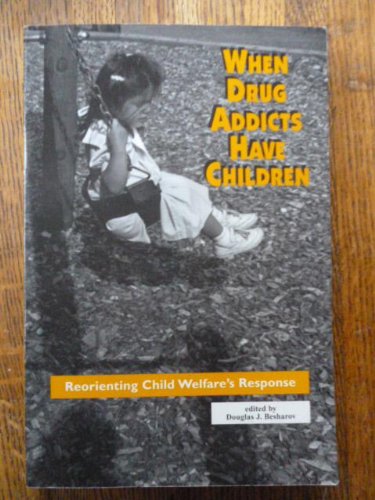 WHEN
DRUG
ADDICTS
HAVE
CHILDREN
Reorienting Child Welfare's Response
edited by
Douglas J. Besharov